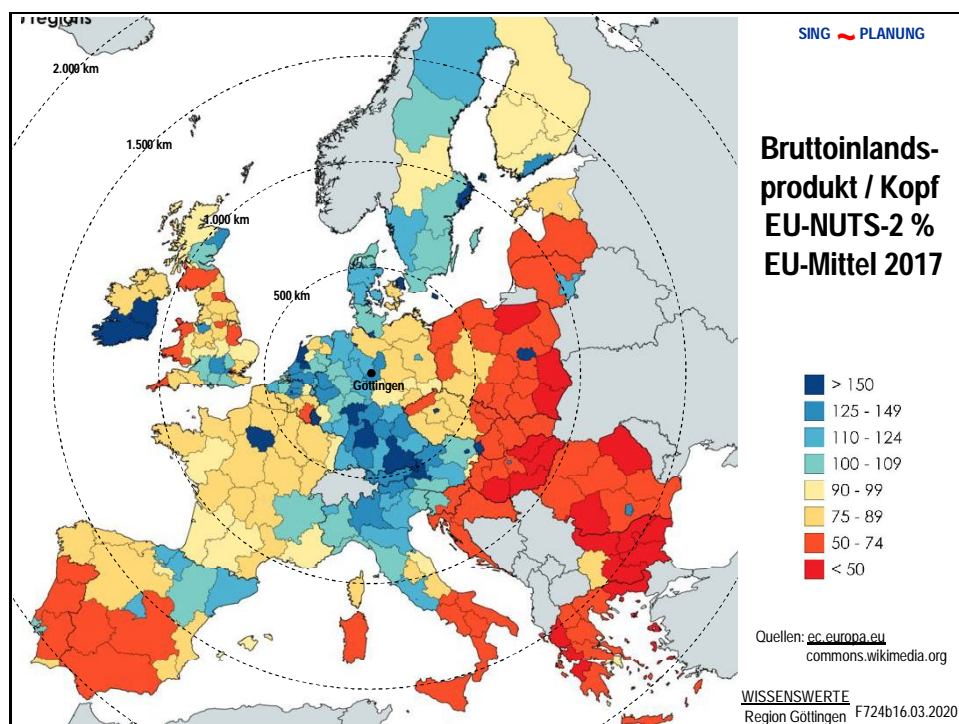 regions
SING ~ PLANUNG
2.000 km
1.500 km
1.000 km
500 km
Göttingen
Bruttoinlands-
produkt / Kopf
EU-NUTS-2 %
EU-Mittel 2017
> 150
125 - 149
110 - 124
100 - 109
90 - 99
75 - 89
50 - 74
< 50
Quellen: ec.europa.eu
commons.wikimedia.org
WISSENSWERTE
Region Göttingen F724b16.03.2020